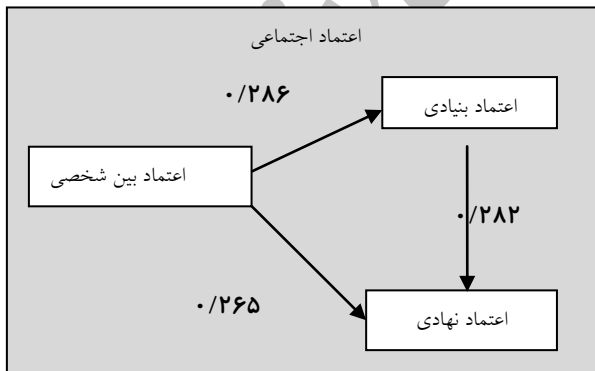 اعتماد اجتماعی
۰/۲۸۶
اعتماد بنیادی
اعتماد بین شخصی
۰/۲۸۲
۰/۲۶۵
اعتماد نهادی